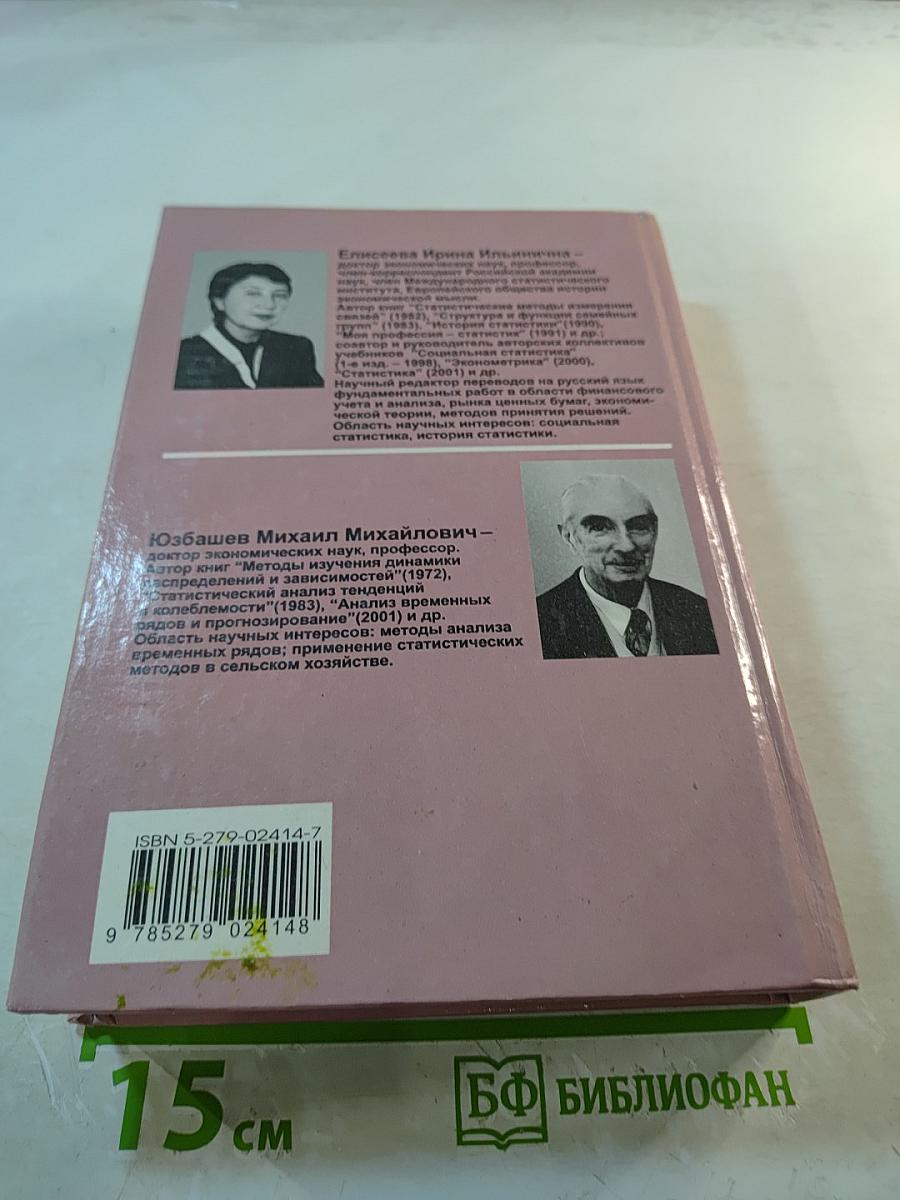 Елисеева Ирина Ильинична –
доктор экономических наук, профессор,
член-корреспондент Российской академии
наук, член Международного статистического
института, Европейского общества истории
экономической мысли.
Автор книг "Статистические методы измерения
связей" (1982), "Структура и функции семейных
групп" (1983), "История статистики"(1990),
"Моя профессия – статистик" (1991) и др.;
соавтор и руководитель авторских коллективов
учебников "Социальная статистика"
(1-е изд. – 1998), "Эконометрика" (2000),
"Статистика" (2001) и др.
Научный редактор переводов на русский язык
фундаментальных работ в области финансового
учета и анализа, рынка ценных бумаг, экономи-
ческой теории, методов принятия решений.
Область научных интересов: социальная
статистика, история статистики.
Юзбашев Михаил Михайлович –
доктор экономических наук, профессор.
Автор книг "Методы изучения динамики
распределений и зависимостей"(1972),
"Статистический анализ тенденций
и колеблемости"(1983), "Анализ временных
рядов и прогнозирование"(2001) и др.
Область научных интересов: методы анализа
временных рядов; применение статистических
методов в сельском хозяйстве.
ISBN 5-279-02414-7
9 785279 024148
15 см
БФ БИБЛИОФАН